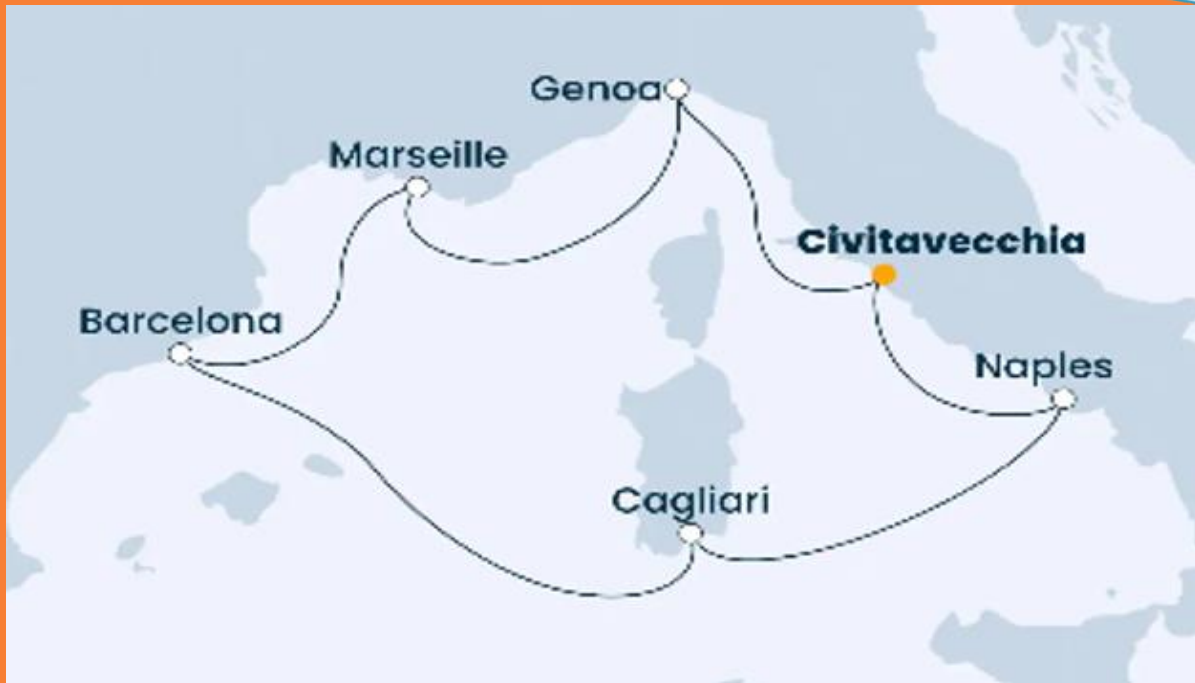 Genoa
Marseille
Civitavecchia
Barcelona
Naples
Cagliari